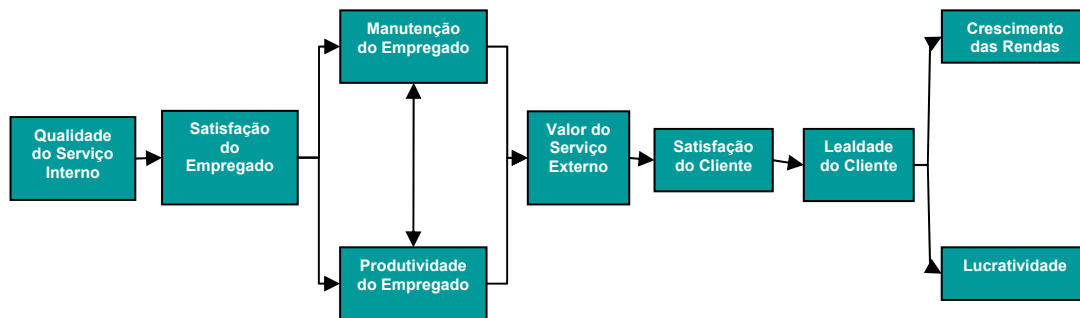 Qualidade
do Serviço
Interno
Satisfação
do
Empregado
Manutenção
do Empregado
Produtividade
do Empregado
Valor do
Serviço
Externo
Satisfação
do Cliente
Lealdade
do Cliente
Crescimento
das Rendas
Lucratividade